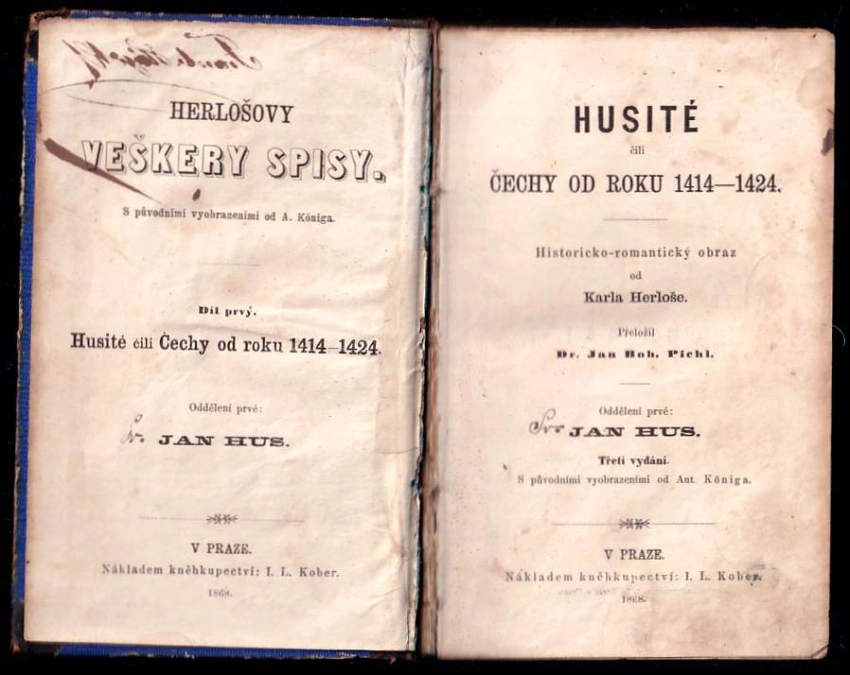 HERLOŠOVY
VEŠKERY SPISY.
S původními vyobrazeními od A. Königa.
Díl prvý.
Husité čili Čechy od roku 1414–1424.
Oddělení prvé:
JAN HUS.
V PRAZE.
Nákladem kněhkupectví: I. L. Kober.
1868.
HUSITÉ
čili
ČECHY OD ROKU 1414—1424.
Historicko-romantický obraz
od
Karla Herloše.
Přeložil
Dr. Jan Boh. Pichl.
Oddělení prvé:
JAN HUS.
Třetí vydání.
S původními vyobrazeními od Ant. Königa.
V PRAZE.
Nákladem kněhkupectví: I. L. Kober.
1868.